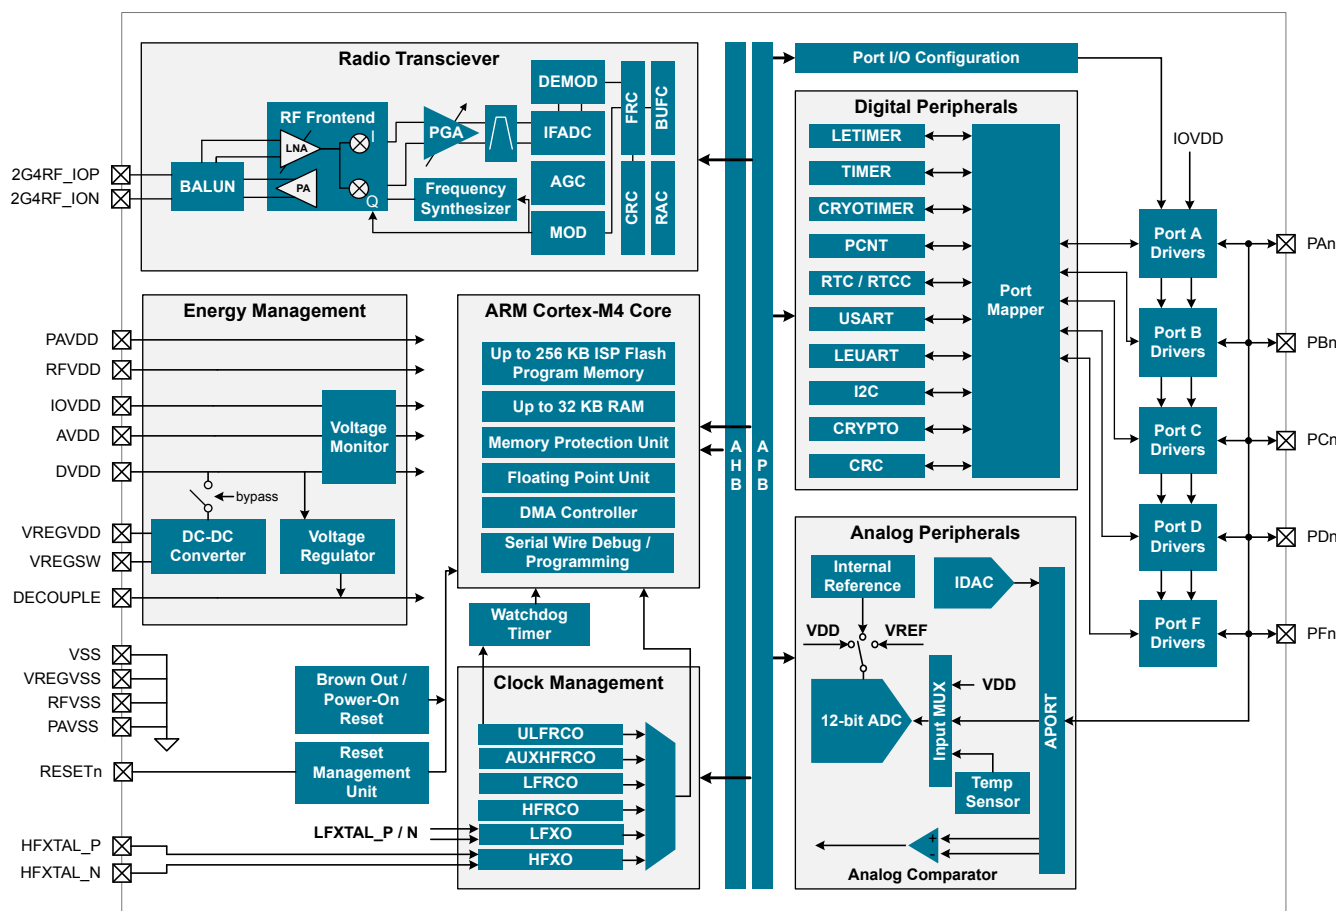 Radio Transciever
RF Frontend
LNA
I
PA
Q
BALUN
PGA
Frequency
Synthesizer
DEMOD
IFADC
AGC
MOD
FRC
BUFC
CRC
RAC
2G4RF_IOP
2G4RF_ION
Energy Management
PAVDD
RFVDD
IOVDD
AVDD
DVDD
VREGVDD
VREGSW
DECOUPLE
Voltage
Monitor
bypass
DC-DC
Converter
Voltage
Regulator
VSS
VREGVSS
RFVSS
PAVSS
RESETn
HFXTAL_P
HFXTAL_N
ARM Cortex-M4 Core
Up to 256 KB ISP Flash
Program Memory
Up to 32 KB RAM
Memory Protection Unit
Floating Point Unit
DMA Controller
Serial Wire Debug /
Programming
Watchdog
Timer
Brown Out /
Power-On
Reset
Reset
Management
Unit
Clock Management
ULFRCO
AUXHFRCO
LFRCO
HFRCO
LFXO
HFXO
LFXTAL_P / N
AHB
APB
Port I/O Configuration
Digital Peripherals
LETIMER
TIMER
CRYOTIMER
PCNT
RTC / RTCC
USART
LEUART
I2C
CRYPTO
CRC
Port
Mapper
IOVDD
Port A
Drivers
Port B
Drivers
Port C
Drivers
Port D
Drivers
Port F
Drivers
PAn
PBn
PCn
PDn
PFn
Analog Peripherals
Internal
Reference
IDAC
VDD
VREF
12-bit ADC
Input MUX
VDD
APORT
Temp
Sensor
+
-
Analog Comparator